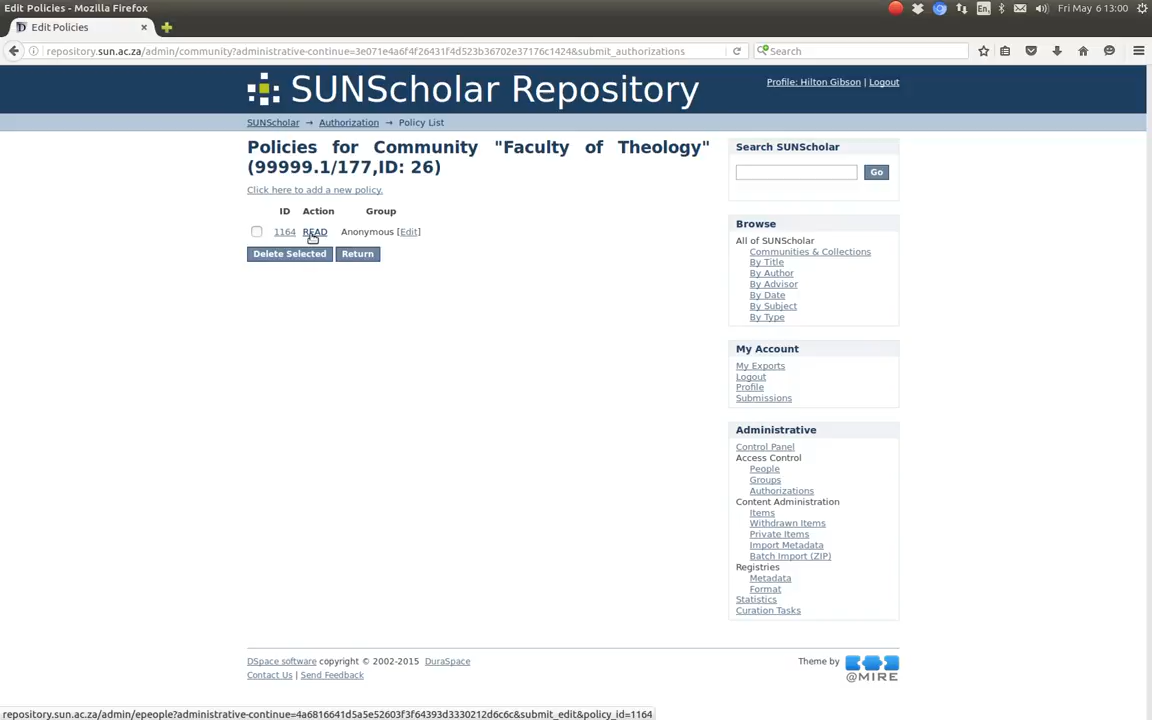 Edit Policies - Mozilla Firefox
En
Fri May 6 13:00
Edit Policies
repository.sun.ac.za/admin/community?administrative-continue=3e071e4a6f4f26431f4d523b36702e37176c1424&submit_authorizations
Search
SUNScholar Repository
Profile: Hilton Gibson | Logout
SUNScholar → Authorization → Policy List
Policies for Community "Faculty of Theology"
(99999.1/177,ID: 26)
Click here to add a new policy.
ID Action Group
1164 READ Anonymous [Edit]
Delete Selected Return
Search SUNScholar
Go
Browse
All of SUNScholar
Communities & Collections
By Title
By Author
By Advisor
By Date
By Subject
By Type
My Account
My Exports
Logout
Profile
Submissions
Administrative
Control Panel
Access Control
People
Groups
Authorizations
Content Administration
Items
Withdrawn Items
Private Items
Import Metadata
Batch Import (ZIP)
Registries
Metadata
Format
Statistics
Curation Tasks
DSpace software copyright © 2002-2015 DuraSpace
Contact Us | Send Feedback
Theme by
@MIRE
repository.sun.ac.za/admin/epeople?administrative-continue=4a6816641d5a5e52603f3f64393d3330212d6c6c&submit_edit&policy_id=1164